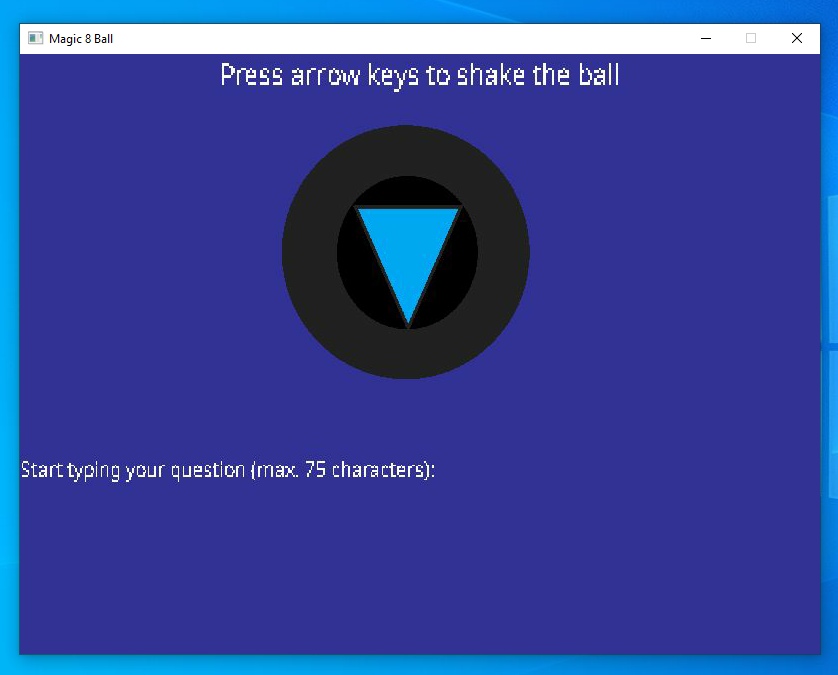 Magic 8 Ball
Press arrow keys to shake the ball
Start typing your question (max. 75 characters):